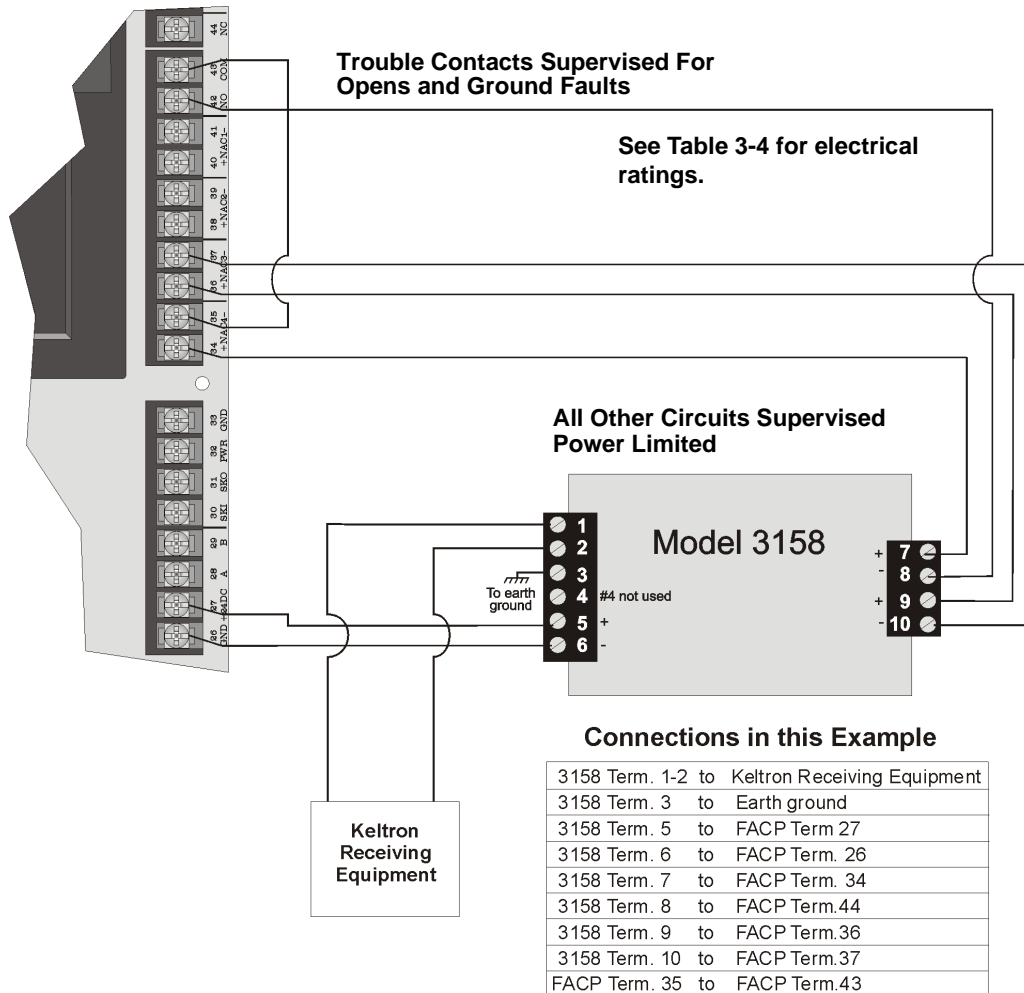 44 NC
43 COM
42 NO
41
+NAC1-
40
39
+NAC2-
38
37
+NAC3-
36
35
+NAC4-
34
33 GND
32 PWR
31 SKO
30 SKI
29 B
28 A
27 +24DC
26 GND
Trouble Contacts Supervised For
Opens and Ground Faults
See Table 3-4 for electrical
ratings.
All Other Circuits Supervised
Power Limited
Model 3158
1
2
3
4 #4 not used
5 +
6 -
To earth
ground
+ 7
- 8
+ 9
- 10
Keltron
Receiving
Equipment
Connections in this Example
3158 Term. 1-2 to Keltron Receiving Equipment
3158 Term. 3 to Earth ground
3158 Term. 5 to FACP Term 27
3158 Term. 6 to FACP Term. 26
3158 Term. 7 to FACP Term. 34
3158 Term. 8 to FACP Term.44
3158 Term. 9 to FACP Term.36
3158 Term. 10 to FACP Term.37
FACP Term. 35 to FACP Term.43